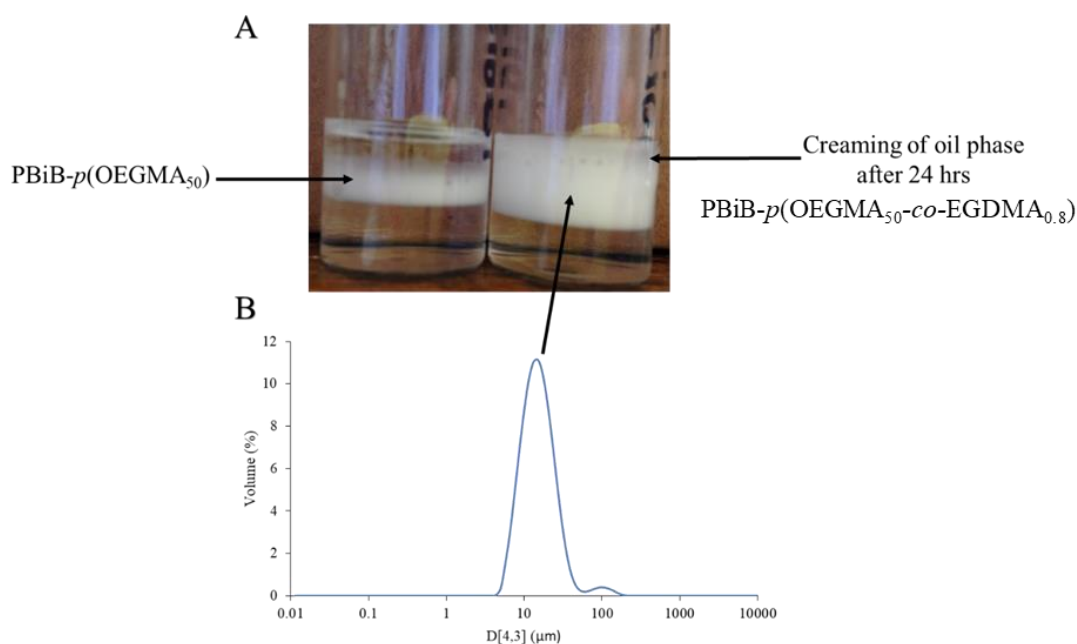 A
PBiB-p(OEGMA50)
Creaming of oil phase
after 24 hrs
PBiB-p(OEGMA50-co-EGDMA0.8)
B
12
10
8
6
4
2
0
Volume (%)
0.01 0.1 1 10 100 1000 10000
D[4,3] (µm)